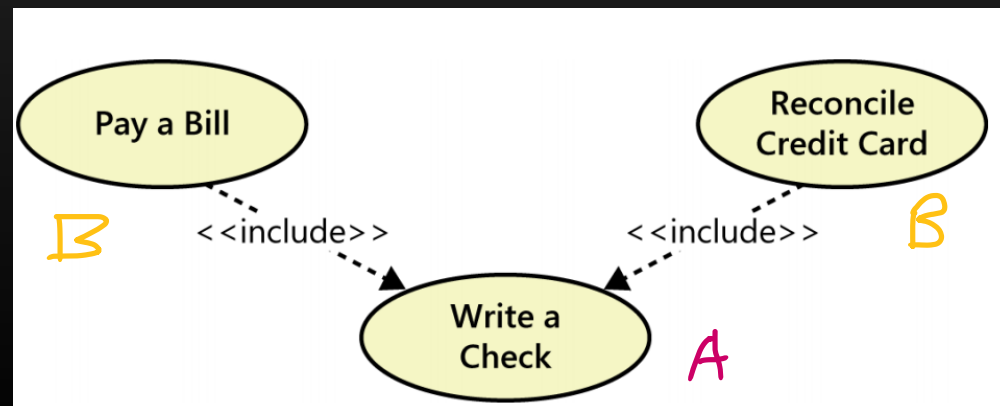 Pay a Bill
Reconcile
Credit Card
B
<<include>>
<<include>>
B
Write a
Check
A